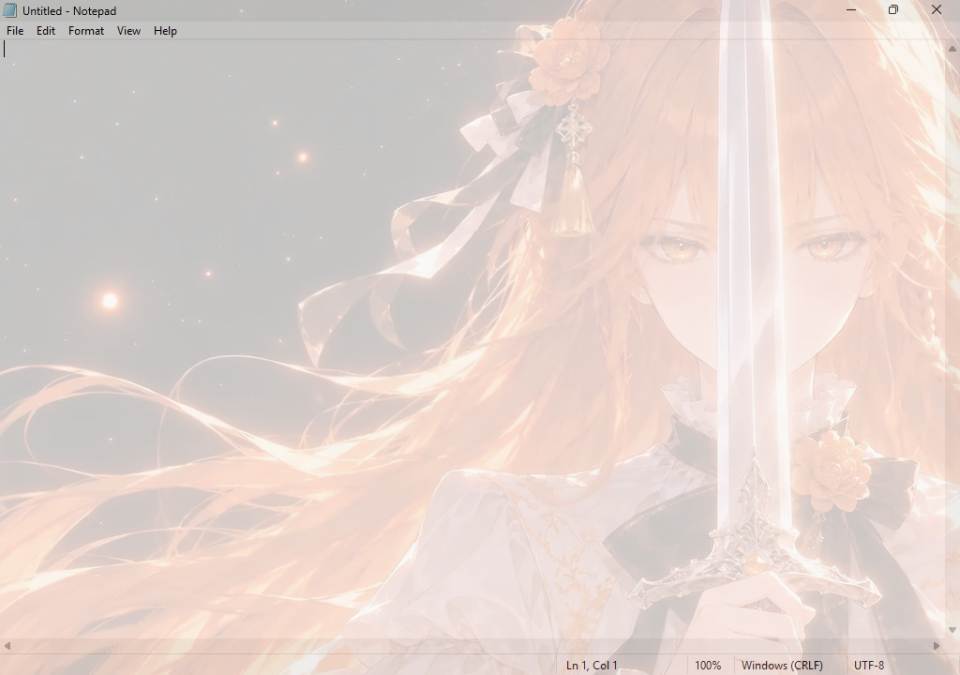 Untitled - Notepad
File Edit Format View Help
Ln 1, Col 1 100% Windows (CRLF) UTF-8